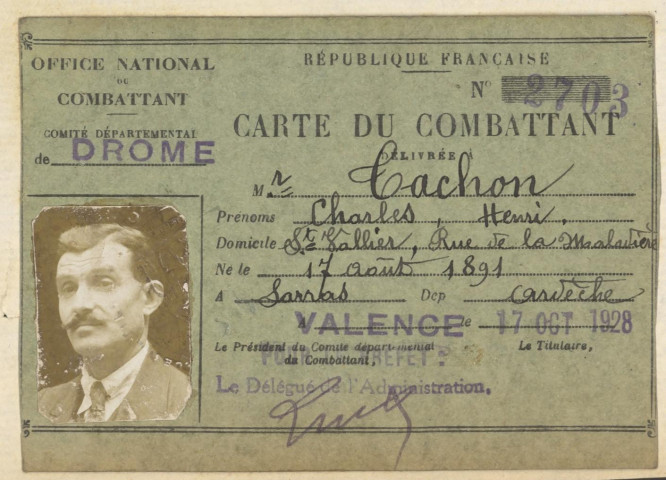 OFFICE NATIONAL
DU
COMBATTANT
COMITÉ DÉPARTEMENTAL
de DROME
RÉPUBLIQUE FRANÇAISE
N° 2703
CARTE DU COMBATTANT
DÉLIVRÉE À
M r Cachon
Prénoms Charles, Henri,
Domicile St Vallier, Rue de la Maladière
Né le 17 Août 1891
A Sarras Dép Ardèche
A VALENCE le 17 OCT 1928
Le Président du Comité départemental
du Combattant,
Le Titulaire,
POUR LE PREFET:
Le Délégué de l'Administration,